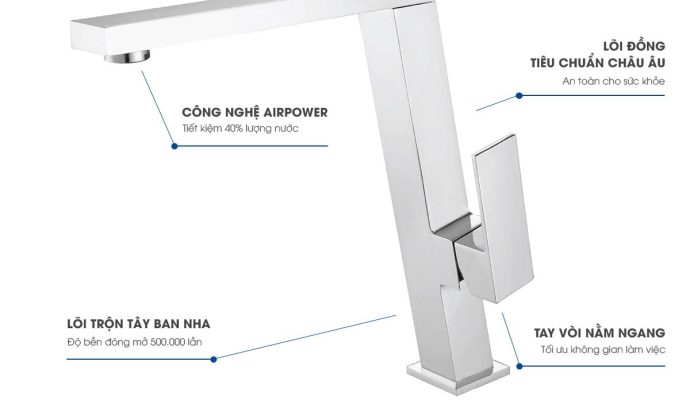 LÕI ĐỒNG
TIÊU CHUẨN CHÂU ÂU
An toàn cho sức khỏe
CÔNG NGHỆ AIRPOWER
Tiết kiệm 40% lượng nước
LÕI TRỘN TÂY BAN NHA
Độ bền đóng mở 500.000 lần
TAY VÒI NẰM NGANG
Tối ưu không gian làm việc